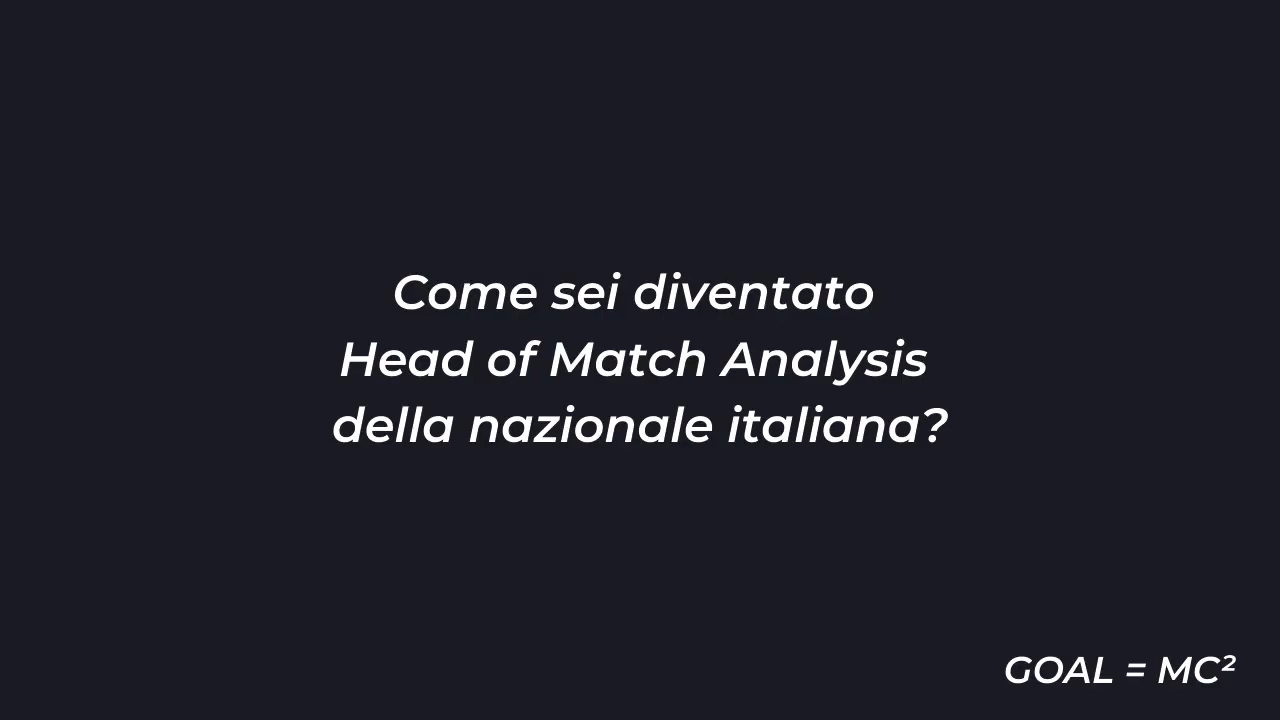 Come sei diventato
Head of Match Analysis
della nazionale italiana?
GOAL = MC²